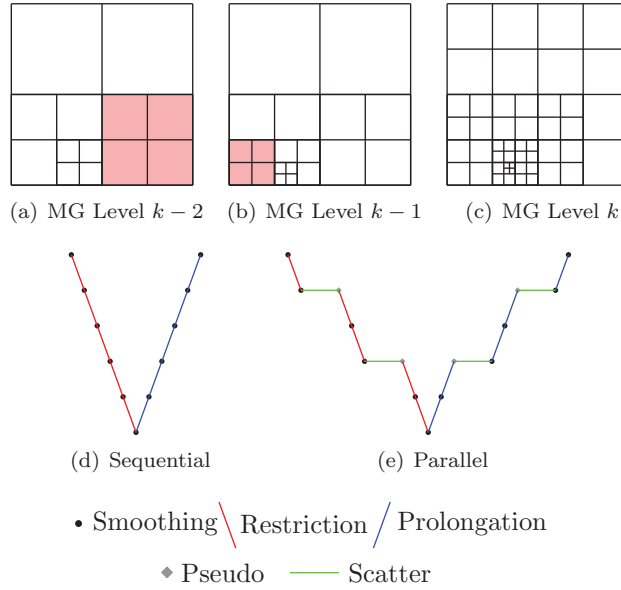 (a) MG Level k − 2 (b) MG Level k − 1 (c) MG Level k
(d) Sequential (e) Parallel
Smoothing Restriction Prolongation
Pseudo Scatter